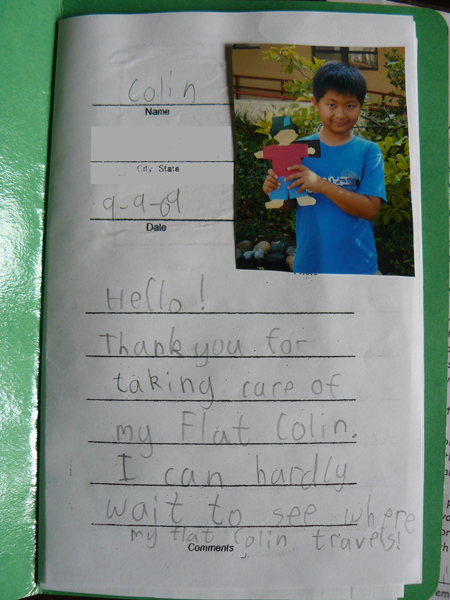 Colin
Name
City, State
9-9-09
Date
Hello!
Thank you for
taking care of
my Flat Colin.
I can hardly
wait to see where
my flat Colin travels!
Comments